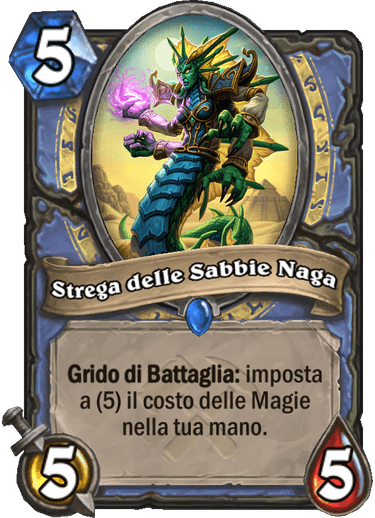 5
Strega delle Sabbie Naga
Grido di Battaglia: imposta
a (5) il costo delle Magie
nella tua mano.
5
5